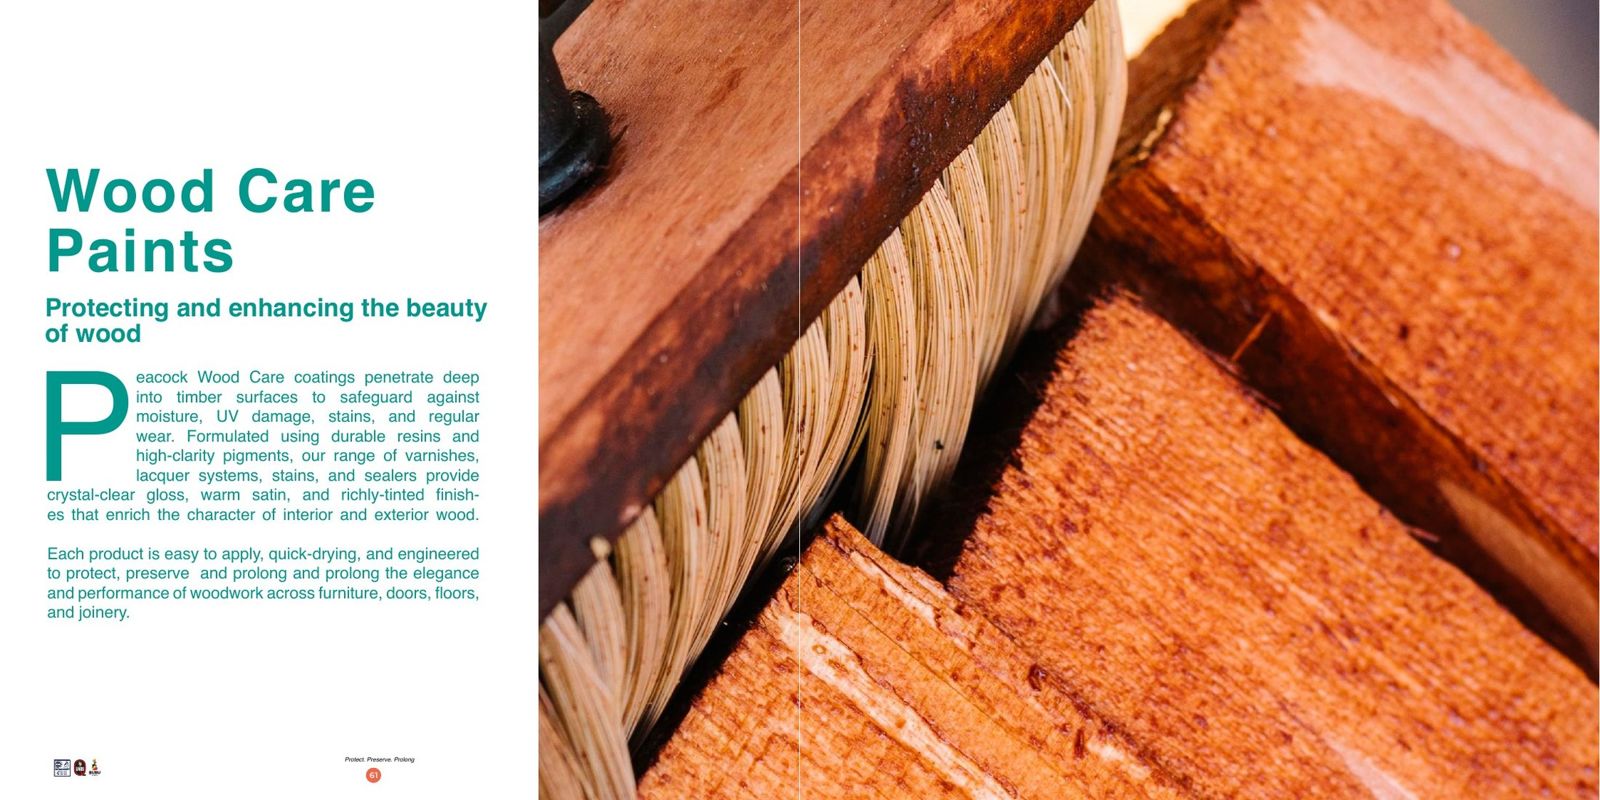 Wood Care
Paints
Protecting and enhancing the beauty
of wood
Peacock Wood Care coatings penetrate deep
into timber surfaces to safeguard against
moisture, UV damage, stains, and regular
wear. Formulated using durable resins and
high-clarity pigments, our range of varnishes,
lacquer systems, stains, and sealers provide
crystal-clear gloss, warm satin, and richly-tinted finish-
es that enrich the character of interior and exterior wood.
Each product is easy to apply, quick-drying, and engineered
to protect, preserve  and prolong and prolong the elegance
and performance of woodwork across furniture, doors, floors,
and joinery.
Protect. Preserve. Prolong
61